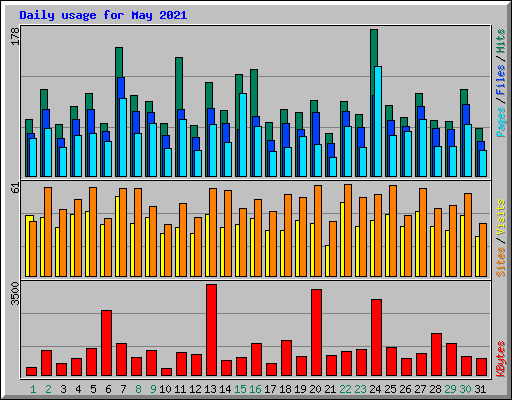 Daily usage for May 2021
178
Pages / Files / Hits
61
Sites / Visits
3500
KBytes
1 2 3 4 5 6 7 8 9 10 11 12 13 14 15 16 17 18 19 20 21 22 23 24 25 26 27 28 29 30 31